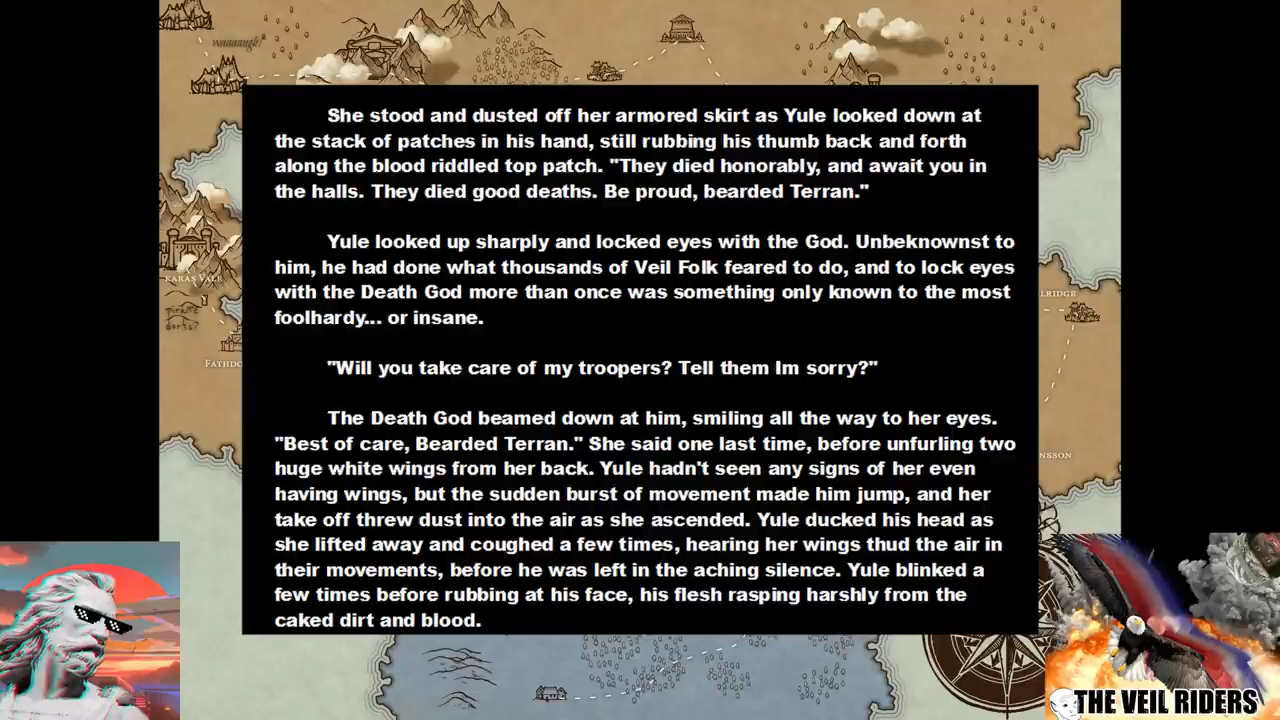 waaaaugh!
She stood and dusted off her armored skirt as Yule looked down at
the stack of patches in his hand, still rubbing his thumb back and forth
along the blood riddled top patch. "They died honorably, and await you in
the halls. They died good deaths. Be proud, bearded Terran."
Yule looked up sharply and locked eyes with the God. Unbeknownst to
him, he had done what thousands of Veil Folk feared to do, and to lock eyes
with the Death God more than once was something only known to the most
foolhardy... or insane.
"Will you take care of my troopers? Tell them Im sorry?"
The Death God beamed down at him, smiling all the way to her eyes.
"Best of care, Bearded Terran." She said one last time, before unfurling two
huge white wings from her back. Yule hadn't seen any signs of her even
having wings, but the sudden burst of movement made him jump, and her
take off threw dust into the air as she ascended. Yule ducked his head as
she lifted away and coughed a few times, hearing her wings thud the air in
their movements, before he was left in the aching silence. Yule blinked a
few times before rubbing at his face, his flesh rasping harshly from the
caked dirt and blood.
KARAS VALE
FATHDO
LRIDGE
NSSON
THE VEIL RIDERS